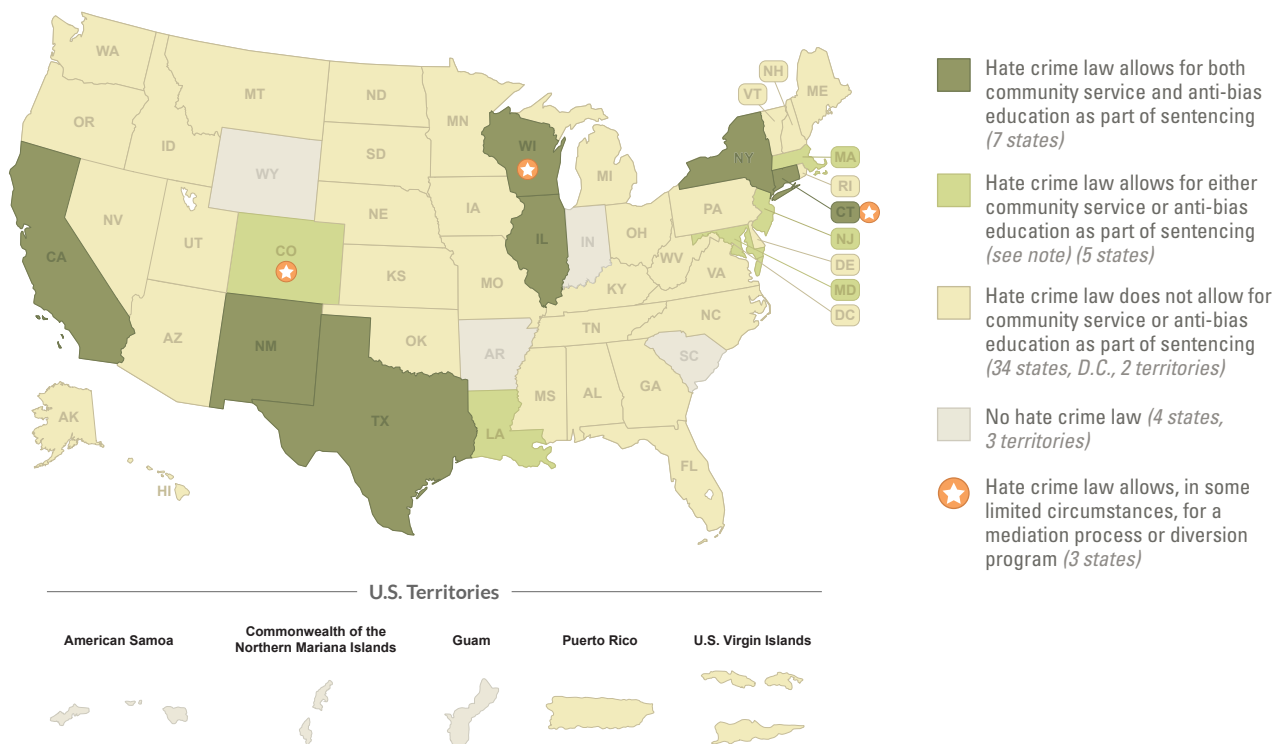 WA
OR
CA
NV
ID
MT
WY
UT
AZ
CO
NM
ND
SD
NE
KS
OK
TX
MN
IA
MO
AR
LA
WI
IL
MI
IN
OH
KY
TN
MS
AL
GA
FL
SC
NC
VA
WV
PA
NY
VT
NH
ME
MA
RI
CT
NJ
DE
MD
DC
AK
HI
Hate crime law allows for both
community service and anti-bias
education as part of sentencing
(7 states)
Hate crime law allows for either
community service or anti-bias
education as part of sentencing
(see note) (5 states)
Hate crime law does not allow for
community service or anti-bias
education as part of sentencing
(34 states, D.C., 2 territories)
No hate crime law (4 states,
3 territories)
Hate crime law allows, in some
limited circumstances, for a
mediation process or diversion
program (3 states)
U.S. Territories
American Samoa
Commonwealth of the
Northern Mariana Islands
Guam
Puerto Rico
U.S. Virgin Islands